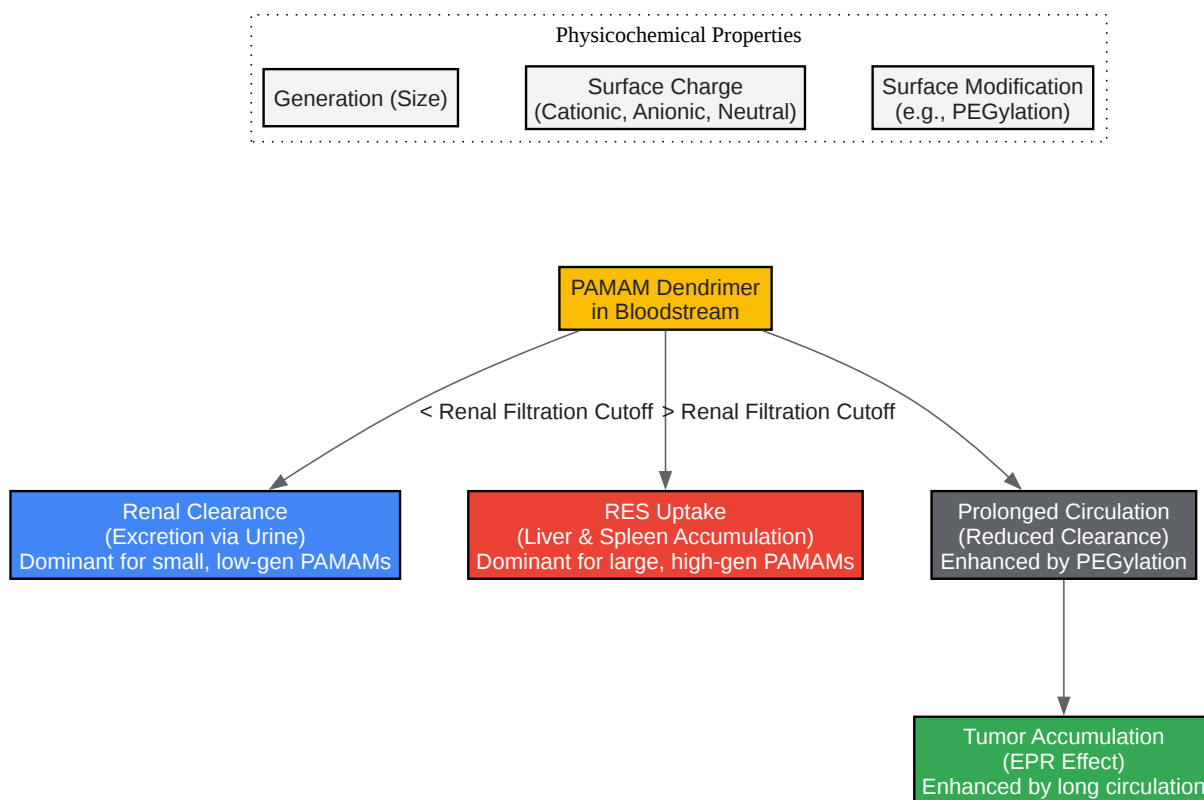 Physicochemical Properties
Generation (Size)
Surface Charge
(Cationic, Anionic, Neutral)
Surface Modification
(e.g., PEGylation)
PAMAM Dendrimer
in Bloodstream
< Renal Filtration Cutoff
> Renal Filtration Cutoff
Renal Clearance
(Excretion via Urine)
Dominant for small, low-gen PAMAMs
RES Uptake
(Liver & Spleen Accumulation)
Dominant for large, high-gen PAMAMs
Prolonged Circulation
(Reduced Clearance)
Enhanced by PEGylation
Tumor Accumulation
(EPR Effect)
Enhanced by long circulation